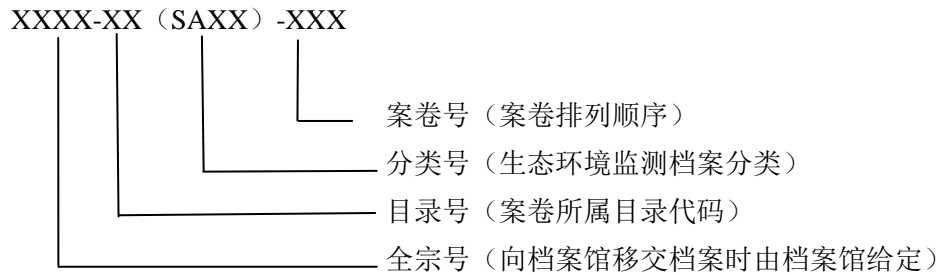 XXXX-XX（SAXX）-XXX
案卷号（案卷排列顺序）
分类号（生态环境监测档案分类）
目录号（案卷所属目录代码）
全宗号（向档案馆移交档案时由档案馆给定）